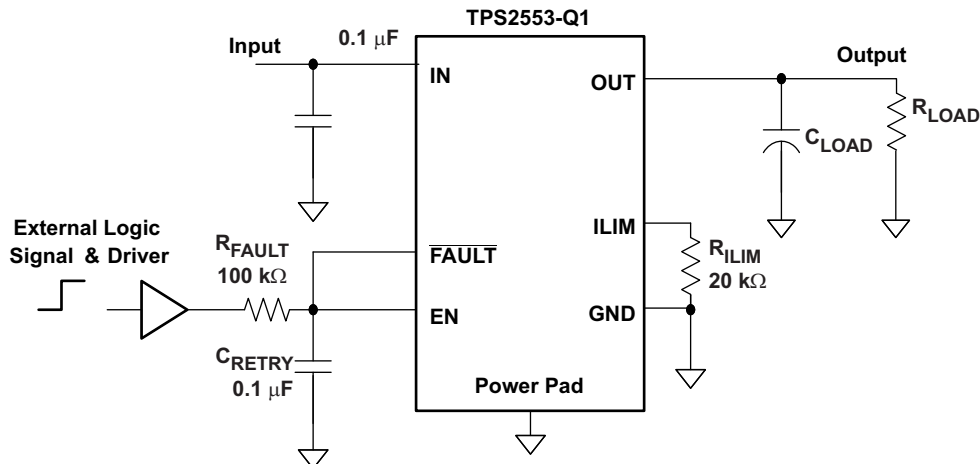 TPS2553-Q1
Input
0.1 µF
IN
OUT
Output
R_LOAD
C_LOAD
External Logic
Signal & Driver
R_FAULT
100 kΩ
FAULT
ILIM
R_ILIM
20 kΩ
EN
GND
C_RETRY
0.1 µF
Power Pad